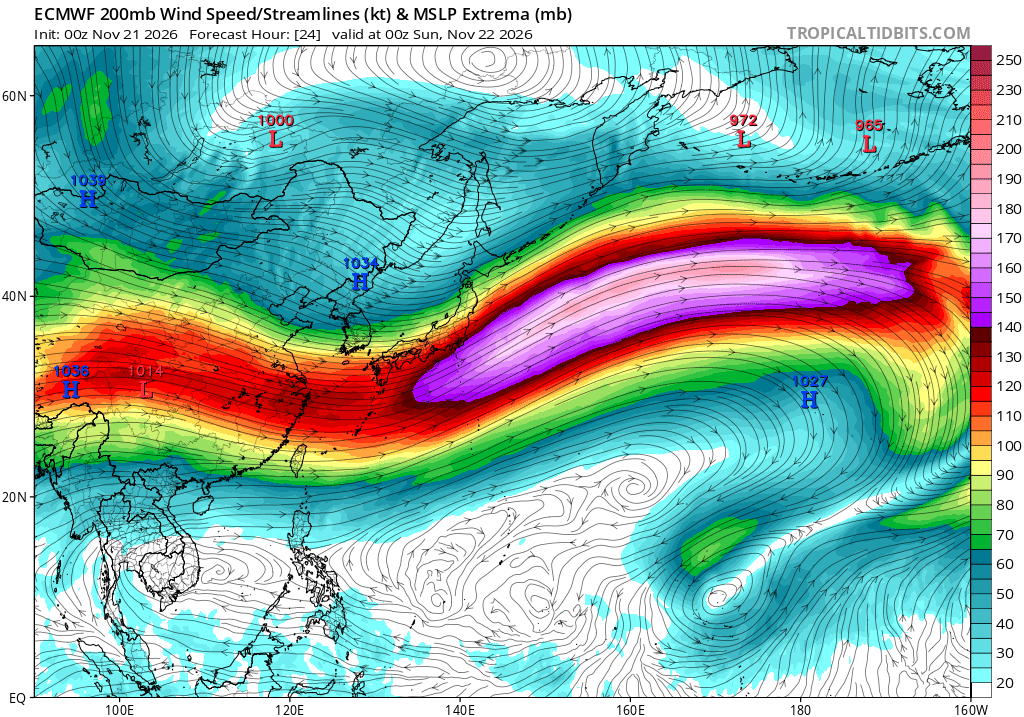 ECMWF 200mb Wind Speed/Streamlines (kt) & MSLP Extrema (mb)
Init: 00z Nov 21 2026 Forecast Hour: [24] valid at 00z Sun, Nov 22 2026
TROPICALTIDBITS.COM
250
60N
230
1000
L
972
L
965
L
210
200
1039
H
190
180
170
1034
H
160
40N
150
140
130
1036
H
1014
L
1027
H
120
110
100
90
20N
80
70
60
50
40
30
20
EQ
100E
120E
140E
160E
180
160W